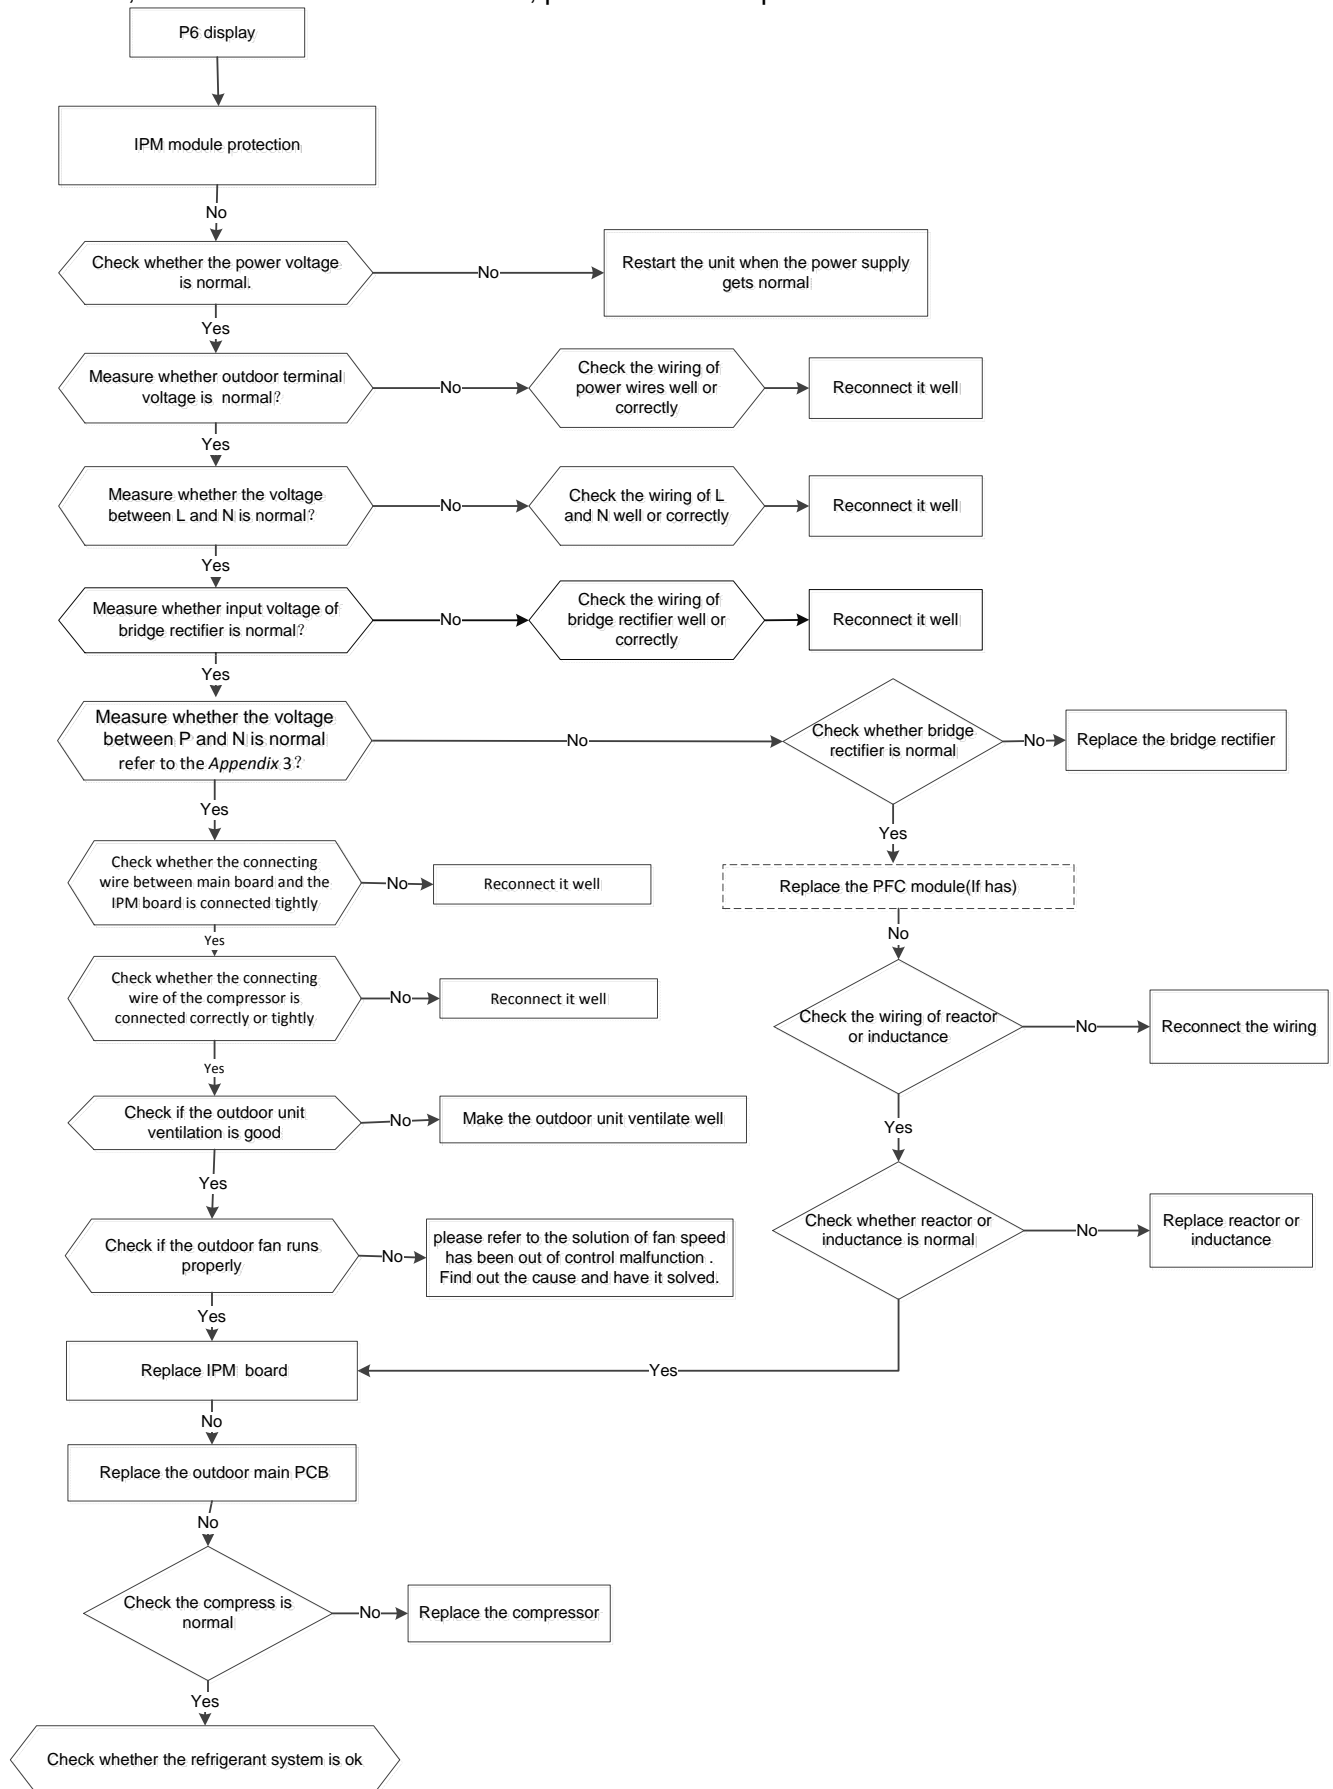 P6 display
IPM module protection
No
Check whether the power voltage
is normal.
No
Restart the unit when the power supply
gets normal
Yes
Measure whether outdoor terminal
voltage is normal?
No
Check the wiring of
power wires well or
correctly
Reconnect it well
Yes
Measure whether the voltage
between L and N is normal?
No
Check the wiring of L
and N well or correctly
Reconnect it well
Yes
Measure whether input voltage of
bridge rectifier is normal?
No
Check the wiring of
bridge rectifier well or
correctly
Reconnect it well
Yes
Measure whether the voltage
between P and N is normal
refer to the Appendix 3?
No
Check whether bridge
rectifier is normal
No
Replace the bridge rectifier
Yes
Yes
Replace the PFC module(If has)
Check whether the connecting
wire between main board and the
IPM board is connected tightly
No
Reconnect it well
No
Yes
Check whether the connecting
wire of the compressor is
connected correctly or tightly
No
Reconnect it well
Check the wiring of reactor
or inductance
No
Reconnect the wiring
Yes
Check if the outdoor unit
ventilation is good
No
Make the outdoor unit ventilate well
Yes
Yes
Check if the outdoor fan runs
properly
No
please refer to the solution of fan speed
has been out of control malfunction .
Find out the cause and have it solved.
Check whether reactor or
inductance is normal
No
Replace reactor or
inductance
Yes
Replace IPM board
Yes
No
Replace the outdoor main PCB
No
Check the compress is
normal
No
Replace the compressor
Yes
Check whether the refrigerant system is ok